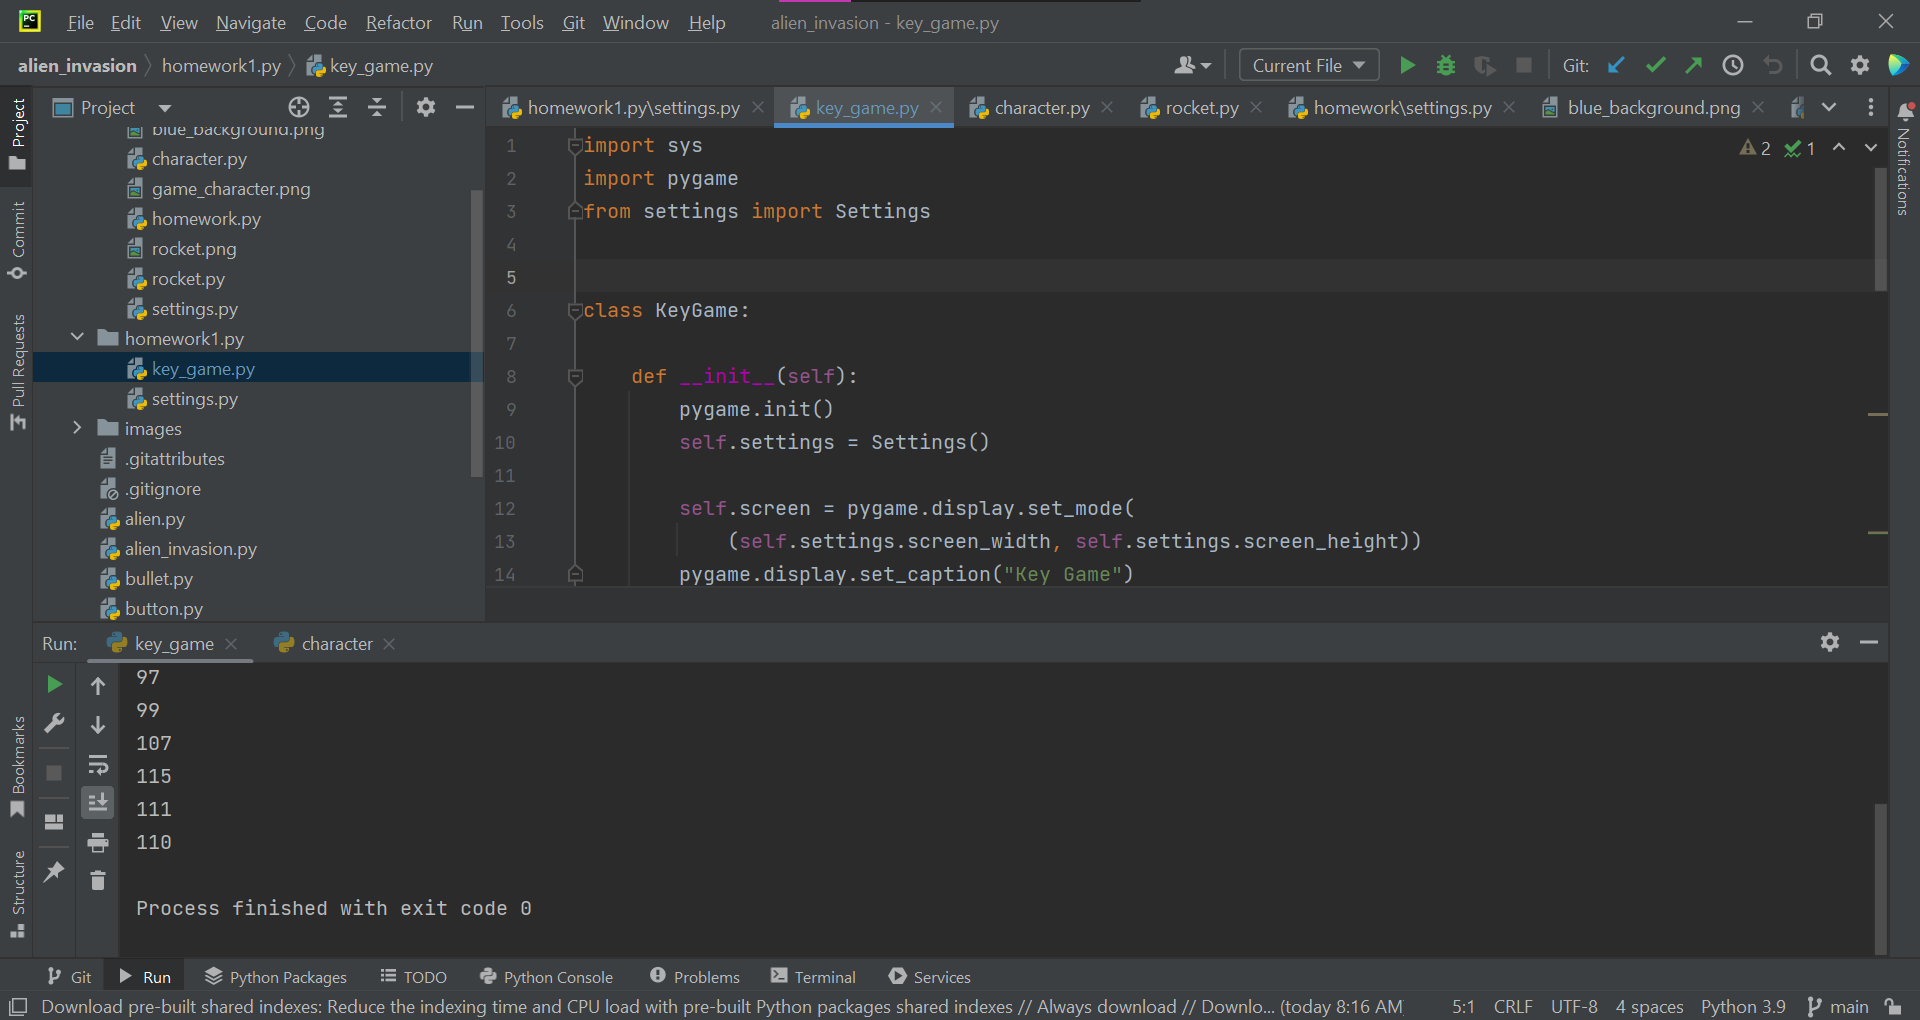 PC File Edit View Navigate Code Refactor Run Tools Git Window Help alien_invasion - key_game.py
alien_invasion homework1.py key_game.py Current File Git:
Project
homework1.py\settings.py key_game.py character.py rocket.py homework\settings.py blue_background.png
blue_background.png
character.py
game_character.png
homework.py
rocket.png
rocket.py
settings.py
homework1.py
key_game.py
settings.py
images
.gitattributes
.gitignore
alien.py
alien_invasion.py
bullet.py
button.py
Project
Commit
Pull Requests
Bookmarks
Structure
Notifications
2 1
1 import sys
2 import pygame
3 from settings import Settings
4
5
6 class KeyGame:
7
8 def __init__(self):
9 pygame.init()
10 self.settings = Settings()
11
12 self.screen = pygame.display.set_mode(
13 (self.settings.screen_width, self.settings.screen_height))
14 pygame.display.set_caption("Key Game")
Run: key_game character
97
99
107
115
111
110
Process finished with exit code 0
Git Run Python Packages TODO Python Console Problems Terminal Services
Download pre-built shared indexes: Reduce the indexing time and CPU load with pre-built Python packages shared indexes // Always download // Downlo... (today 8:16 AM) 5:1 CRLF UTF-8 4 spaces Python 3.9 main